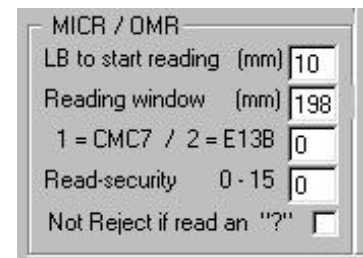 MICR / OMR
LB to start reading (mm) 10
Reading window (mm) 198
1 = CMC7 / 2 = E13B 0
Read-security 0 - 15 0
Not Reject if read an "?"